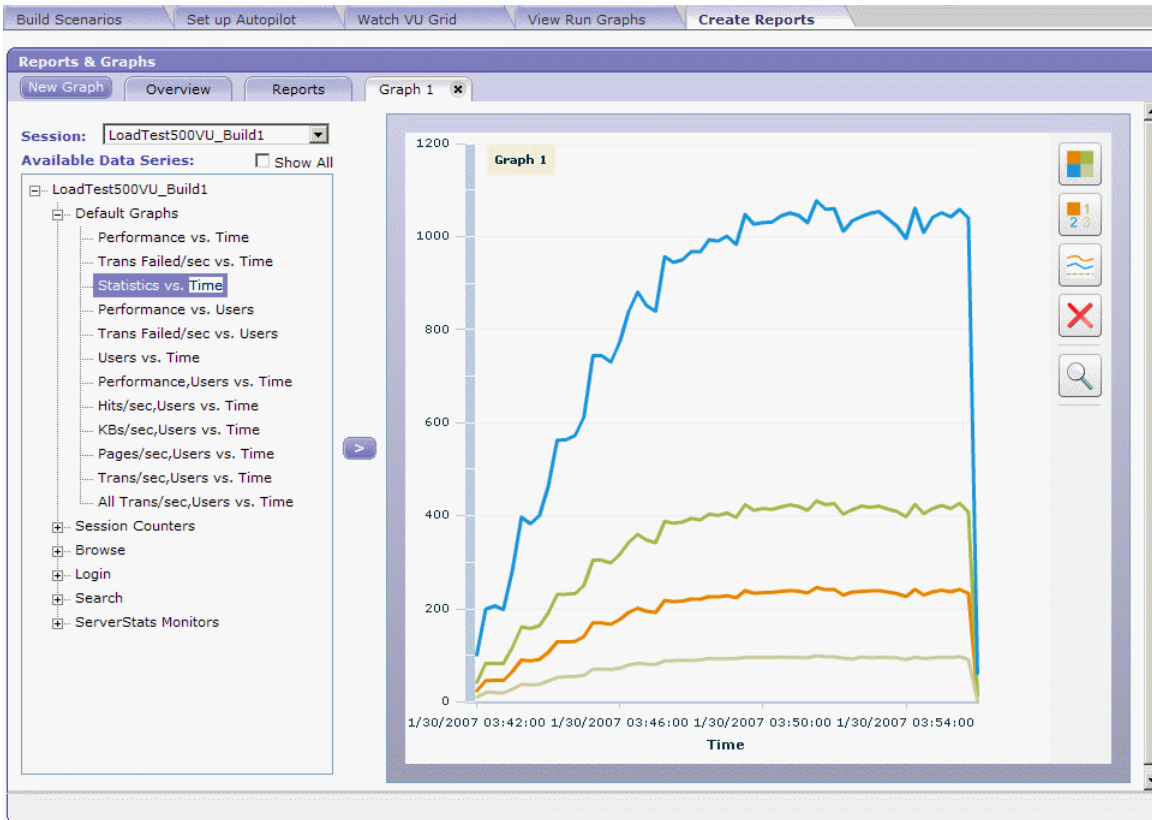 Build Scenarios
Set up Autopilot
Watch VU Grid
View Run Graphs
Create Reports
Reports & Graphs
New Graph
Overview
Reports
Graph 1
Session: LoadTest500VU_Build1
Available Data Series: Show All
LoadTest500VU_Build1
Default Graphs
Performance vs. Time
Trans Failed/sec vs. Time
Statistics vs. Time
Performance vs. Users
Trans Failed/sec vs. Users
Users vs. Time
Performance,Users vs. Time
Hits/sec,Users vs. Time
KBs/sec,Users vs. Time
Pages/sec,Users vs. Time
Trans/sec,Users vs. Time
All Trans/sec,Users vs. Time
Session Counters
Browse
Login
Search
ServerStats Monitors
>
Graph 1
1200
1000
800
600
400
200
0
1/30/2007 03:42:00 1/30/2007 03:46:00 1/30/2007 03:50:00 1/30/2007 03:54:00
Time
1
2 3